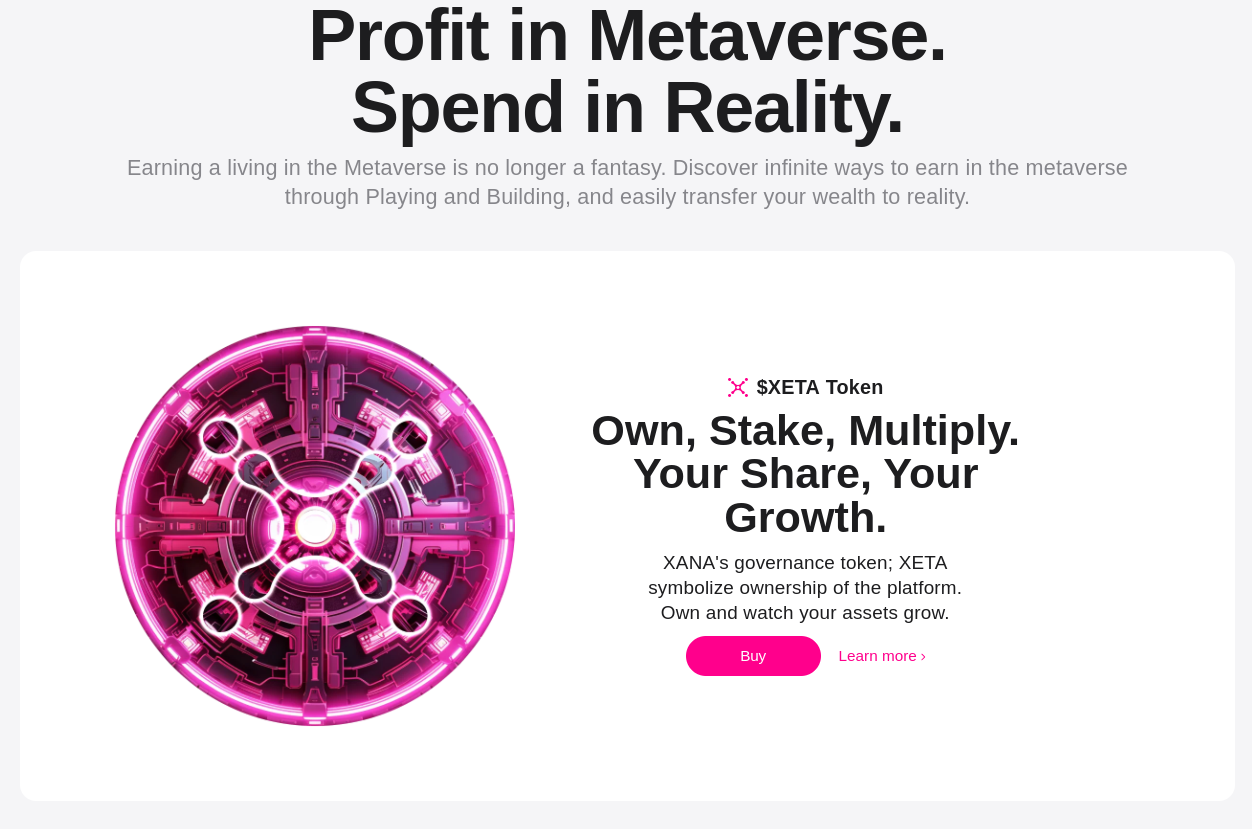 Profit in Metaverse.
Spend in Reality.
Earning a living in the Metaverse is no longer a fantasy. Discover infinite ways to earn in the metaverse
through Playing and Building, and easily transfer your wealth to reality.
$XETA Token
Own, Stake, Multiply.
Your Share, Your
Growth.
XANA's governance token; XETA
symbolize ownership of the platform.
Own and watch your assets grow.
Buy
Learn more ›